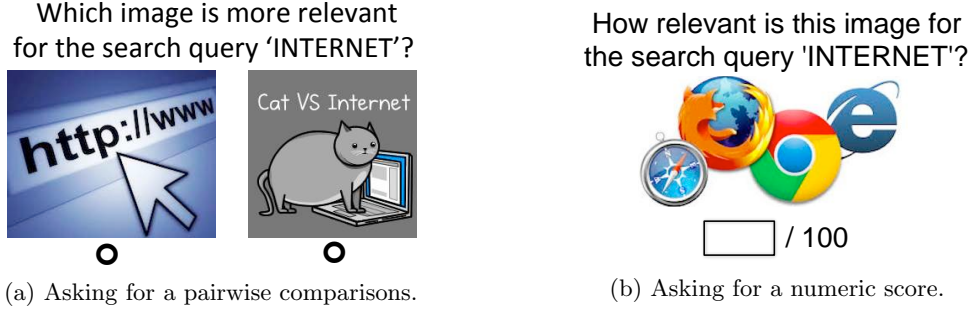 Which image is more relevant
for the search query ‘INTERNET’?
http://www
Cat VS Internet
(a) Asking for a pairwise comparisons.
How relevant is this image for
the search query 'INTERNET'?
/ 100
(b) Asking for a numeric score.